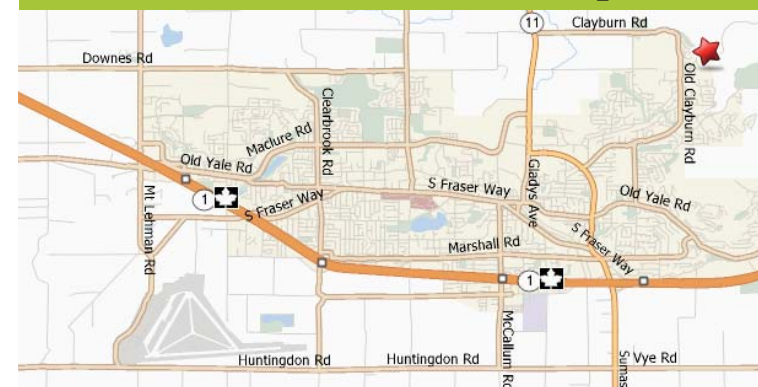 11
Clayburn Rd
Downes Rd
Old Clayburn Rd
Clearbrook Rd
Maclure Rd
Old Yale Rd
Gladys Ave
S Fraser Way
Old Yale Rd
Mt Lehman Rd
1
S Fraser Way
S Fraser Way
Marshall Rd
1
McCallum Rd
Huntingdon Rd
Huntingdon Rd
Sumas
Vye Rd